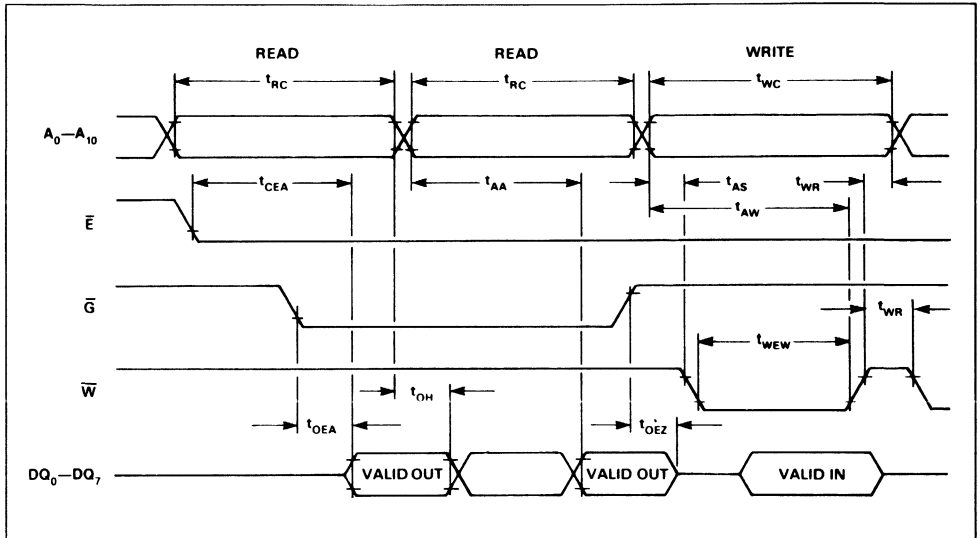 READ READ WRITE
tRC tRC tWC
A0—A10
tCEA tAA tAS tWR
tAW
E̅
G̅
tWR
tWEW
W̅
tOH
tOEA tOEZ
DQ0—DQ7 VALID OUT VALID OUT VALID IN